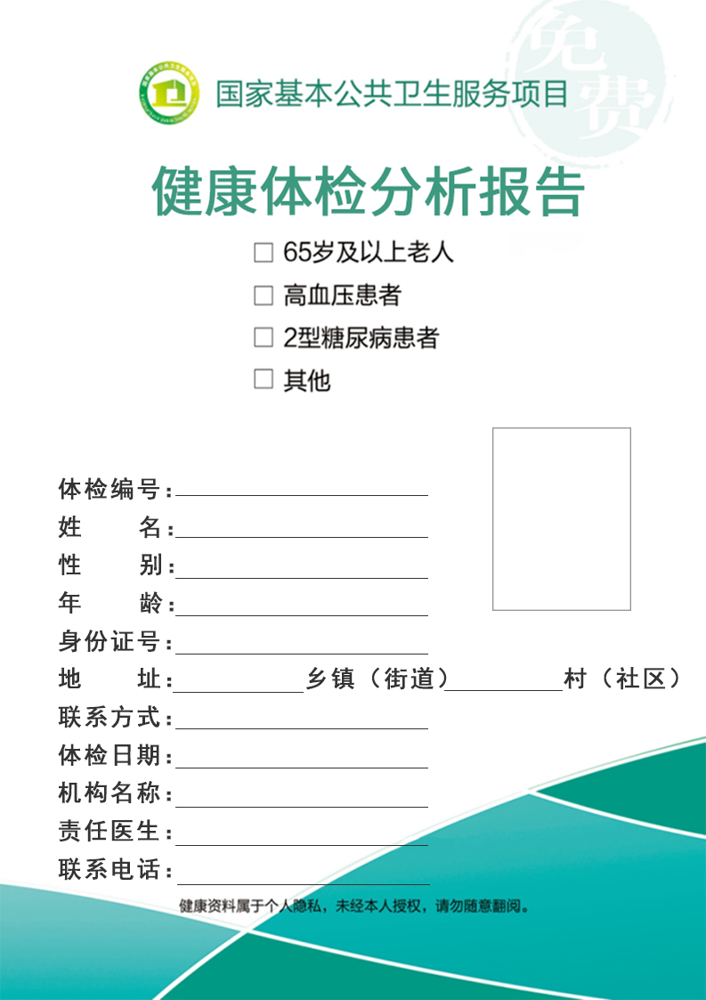 免费
国家基本公共卫生服务项目
健康体检分析报告
65岁及以上老人
高血压患者
2型糖尿病患者
其他
体检编号：
姓名：
性别：
年龄：
身份证号：
地址： 乡镇（街道） 村（社区）
联系方式：
体检日期：
机构名称：
责任医生：
联系电话：
健康资料属于个人隐私，未经本人授权，请勿随意翻阅。